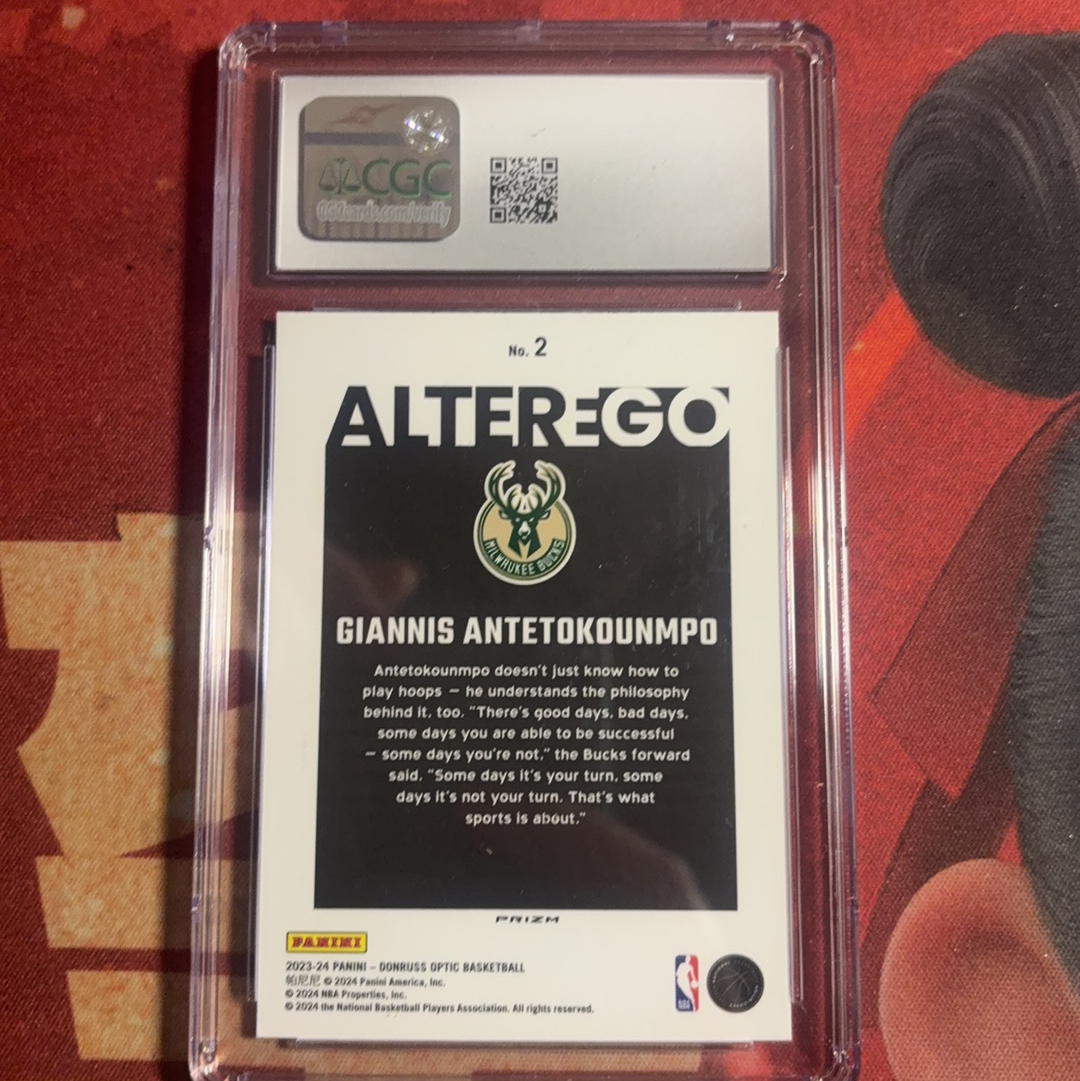 CGC
CGCcards.com/verify
No. 2
ALTEREGO
MILWAUKEE BUCKS
GIANNIS ANTETOKOUNMPO
Antetokounmpo doesn't just know how to
play hoops – he understands the philosophy
behind it, too. "There's good days, bad days,
some days you are able to be successful
– some days you're not," the Bucks forward
said. "Some days it's your turn, some
days it's not your turn. That's what
sports is about."
PRIZM
PANINI
2023-24 PANINI – DONRUSS OPTIC BASKETBALL
帕尼尼 © 2024 Panini America, Inc.
© 2024 NBA Properties, Inc.
© 2024 the National Basketball Players Association. All rights reserved.
NBA